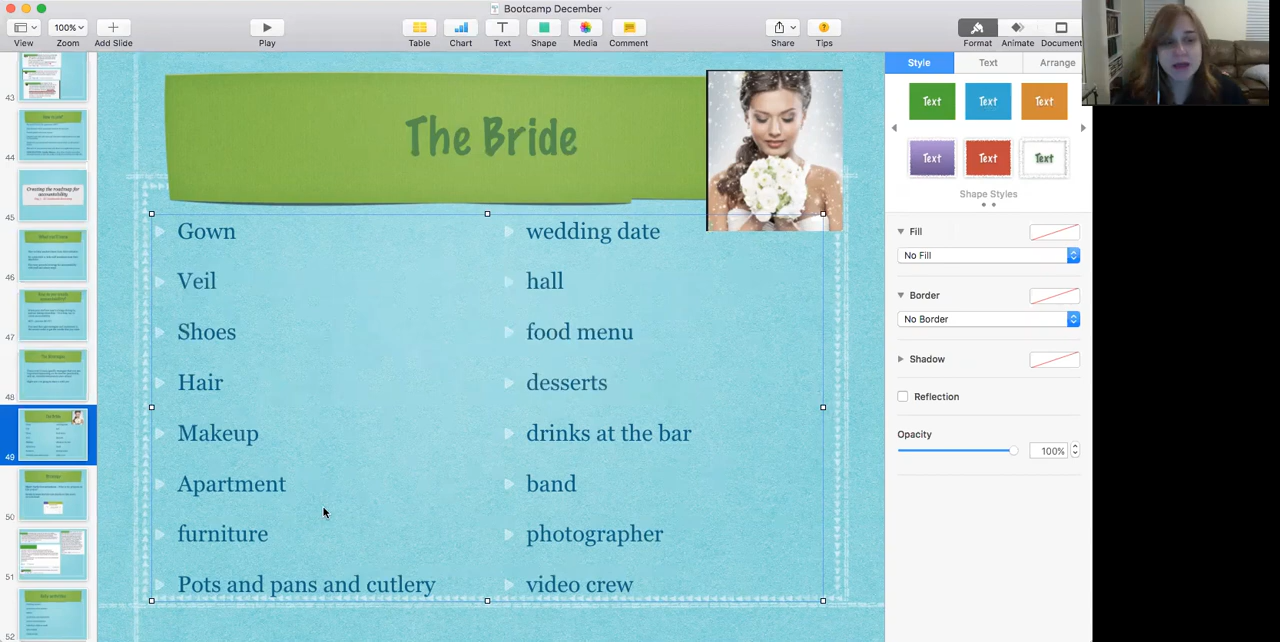 Bootcamp December
100%
View
Zoom
Add Slide
Play
Table
Chart
Text
Shape
Media
Comment
Share
Tips
Format
Animate
Document
Style
Text
Arrange
Text
Text
Text
Text
Text
Text
Shape Styles
Fill
No Fill
Border
No Border
Shadow
Reflection
Opacity
100%
43
44
45
46
47
48
49
50
51
52
The Bride
Gown
Veil
Shoes
Hair
Makeup
Apartment
furniture
Pots and pans and cutlery
wedding date
hall
food menu
desserts
drinks at the bar
band
photographer
video crew